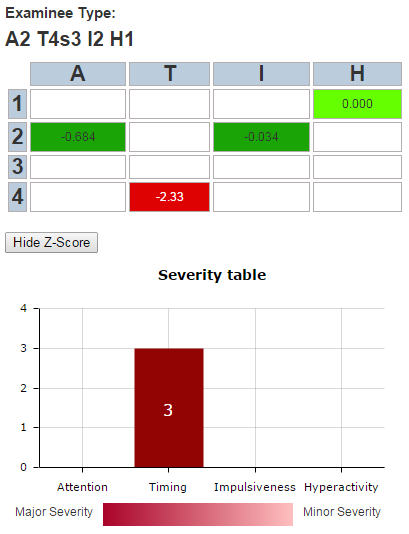 Examinee Type:
A2 T4s3 I2 H1
A T I H
1 0.000
2 -0.684 -0.034
3
4 -2.33
Hide Z-Score
Severity table
4
3
3
2
1
0
Attention Timing Impulsiveness Hyperactivity
Major Severity Minor Severity